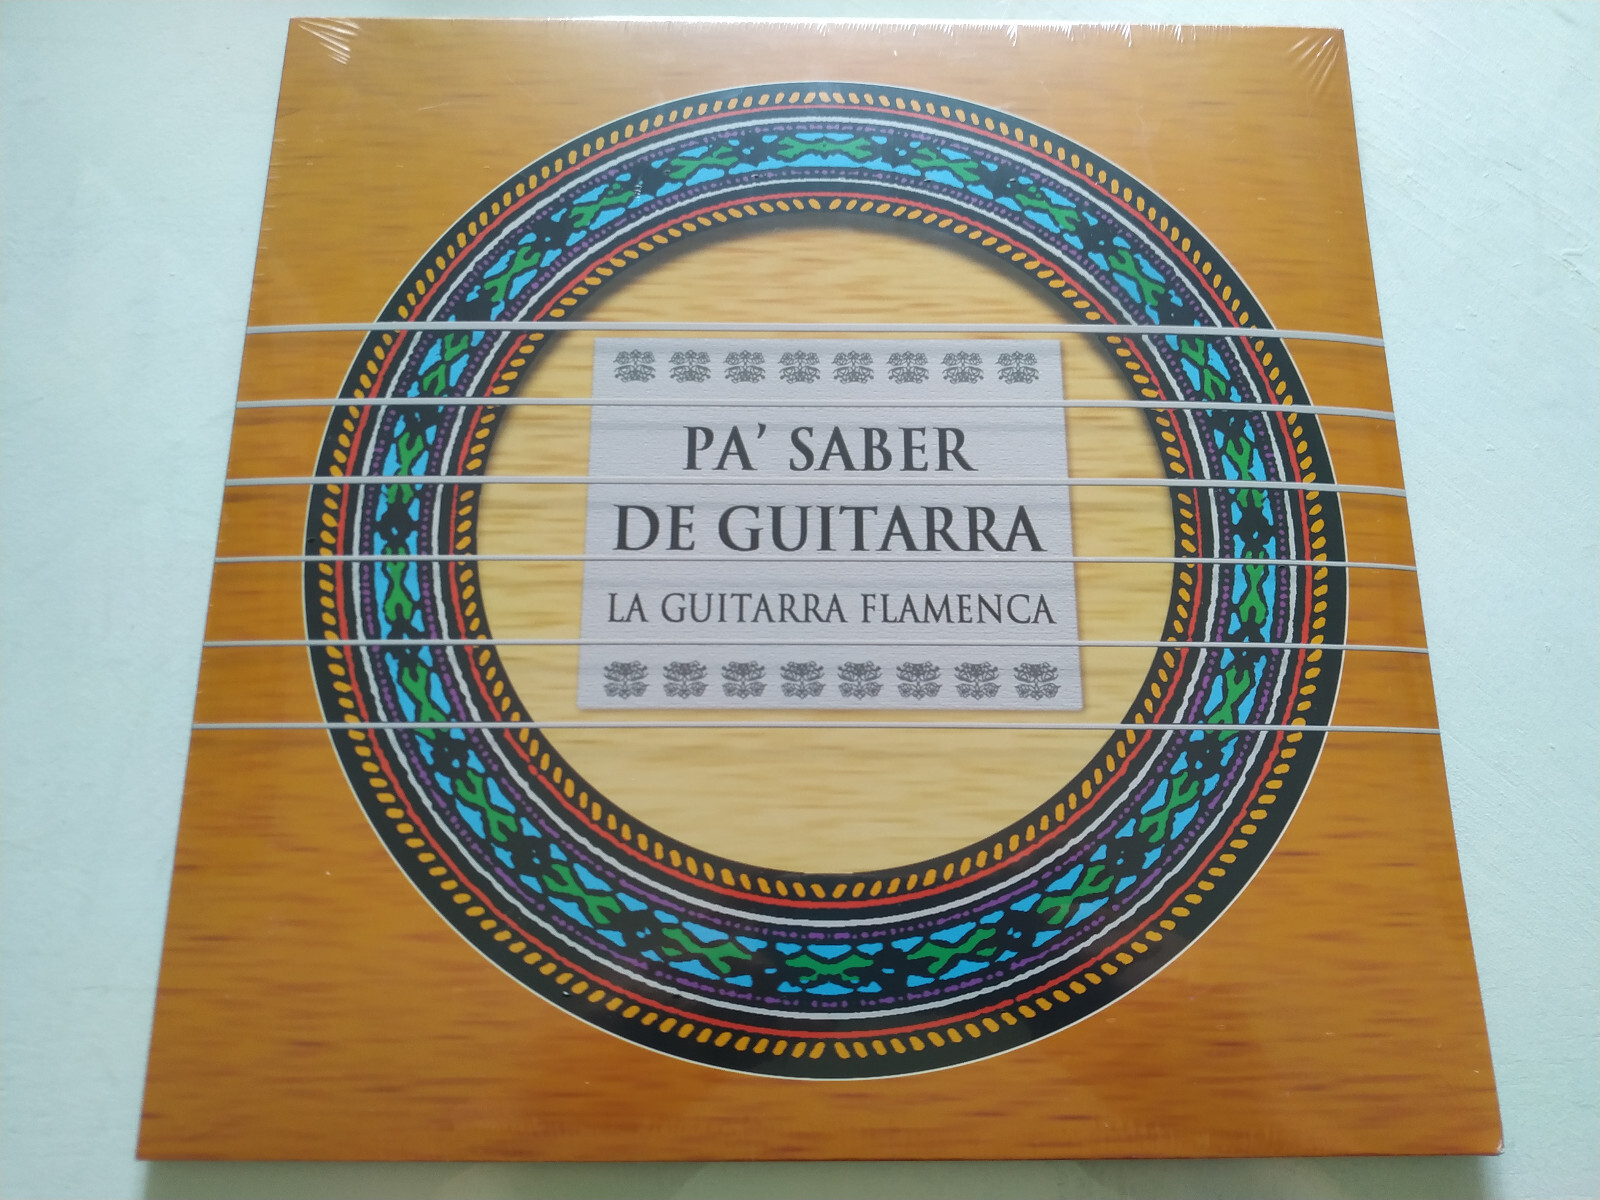 PA’ SABER
DE GUITARRA
LA GUITARRA FLAMENCA